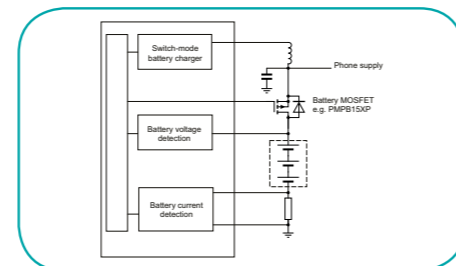 Switch-mode
battery charger
Phone supply
Battery MOSFET
e.g. PMPB15XP
Battery voltage
detection
Battery current
detection